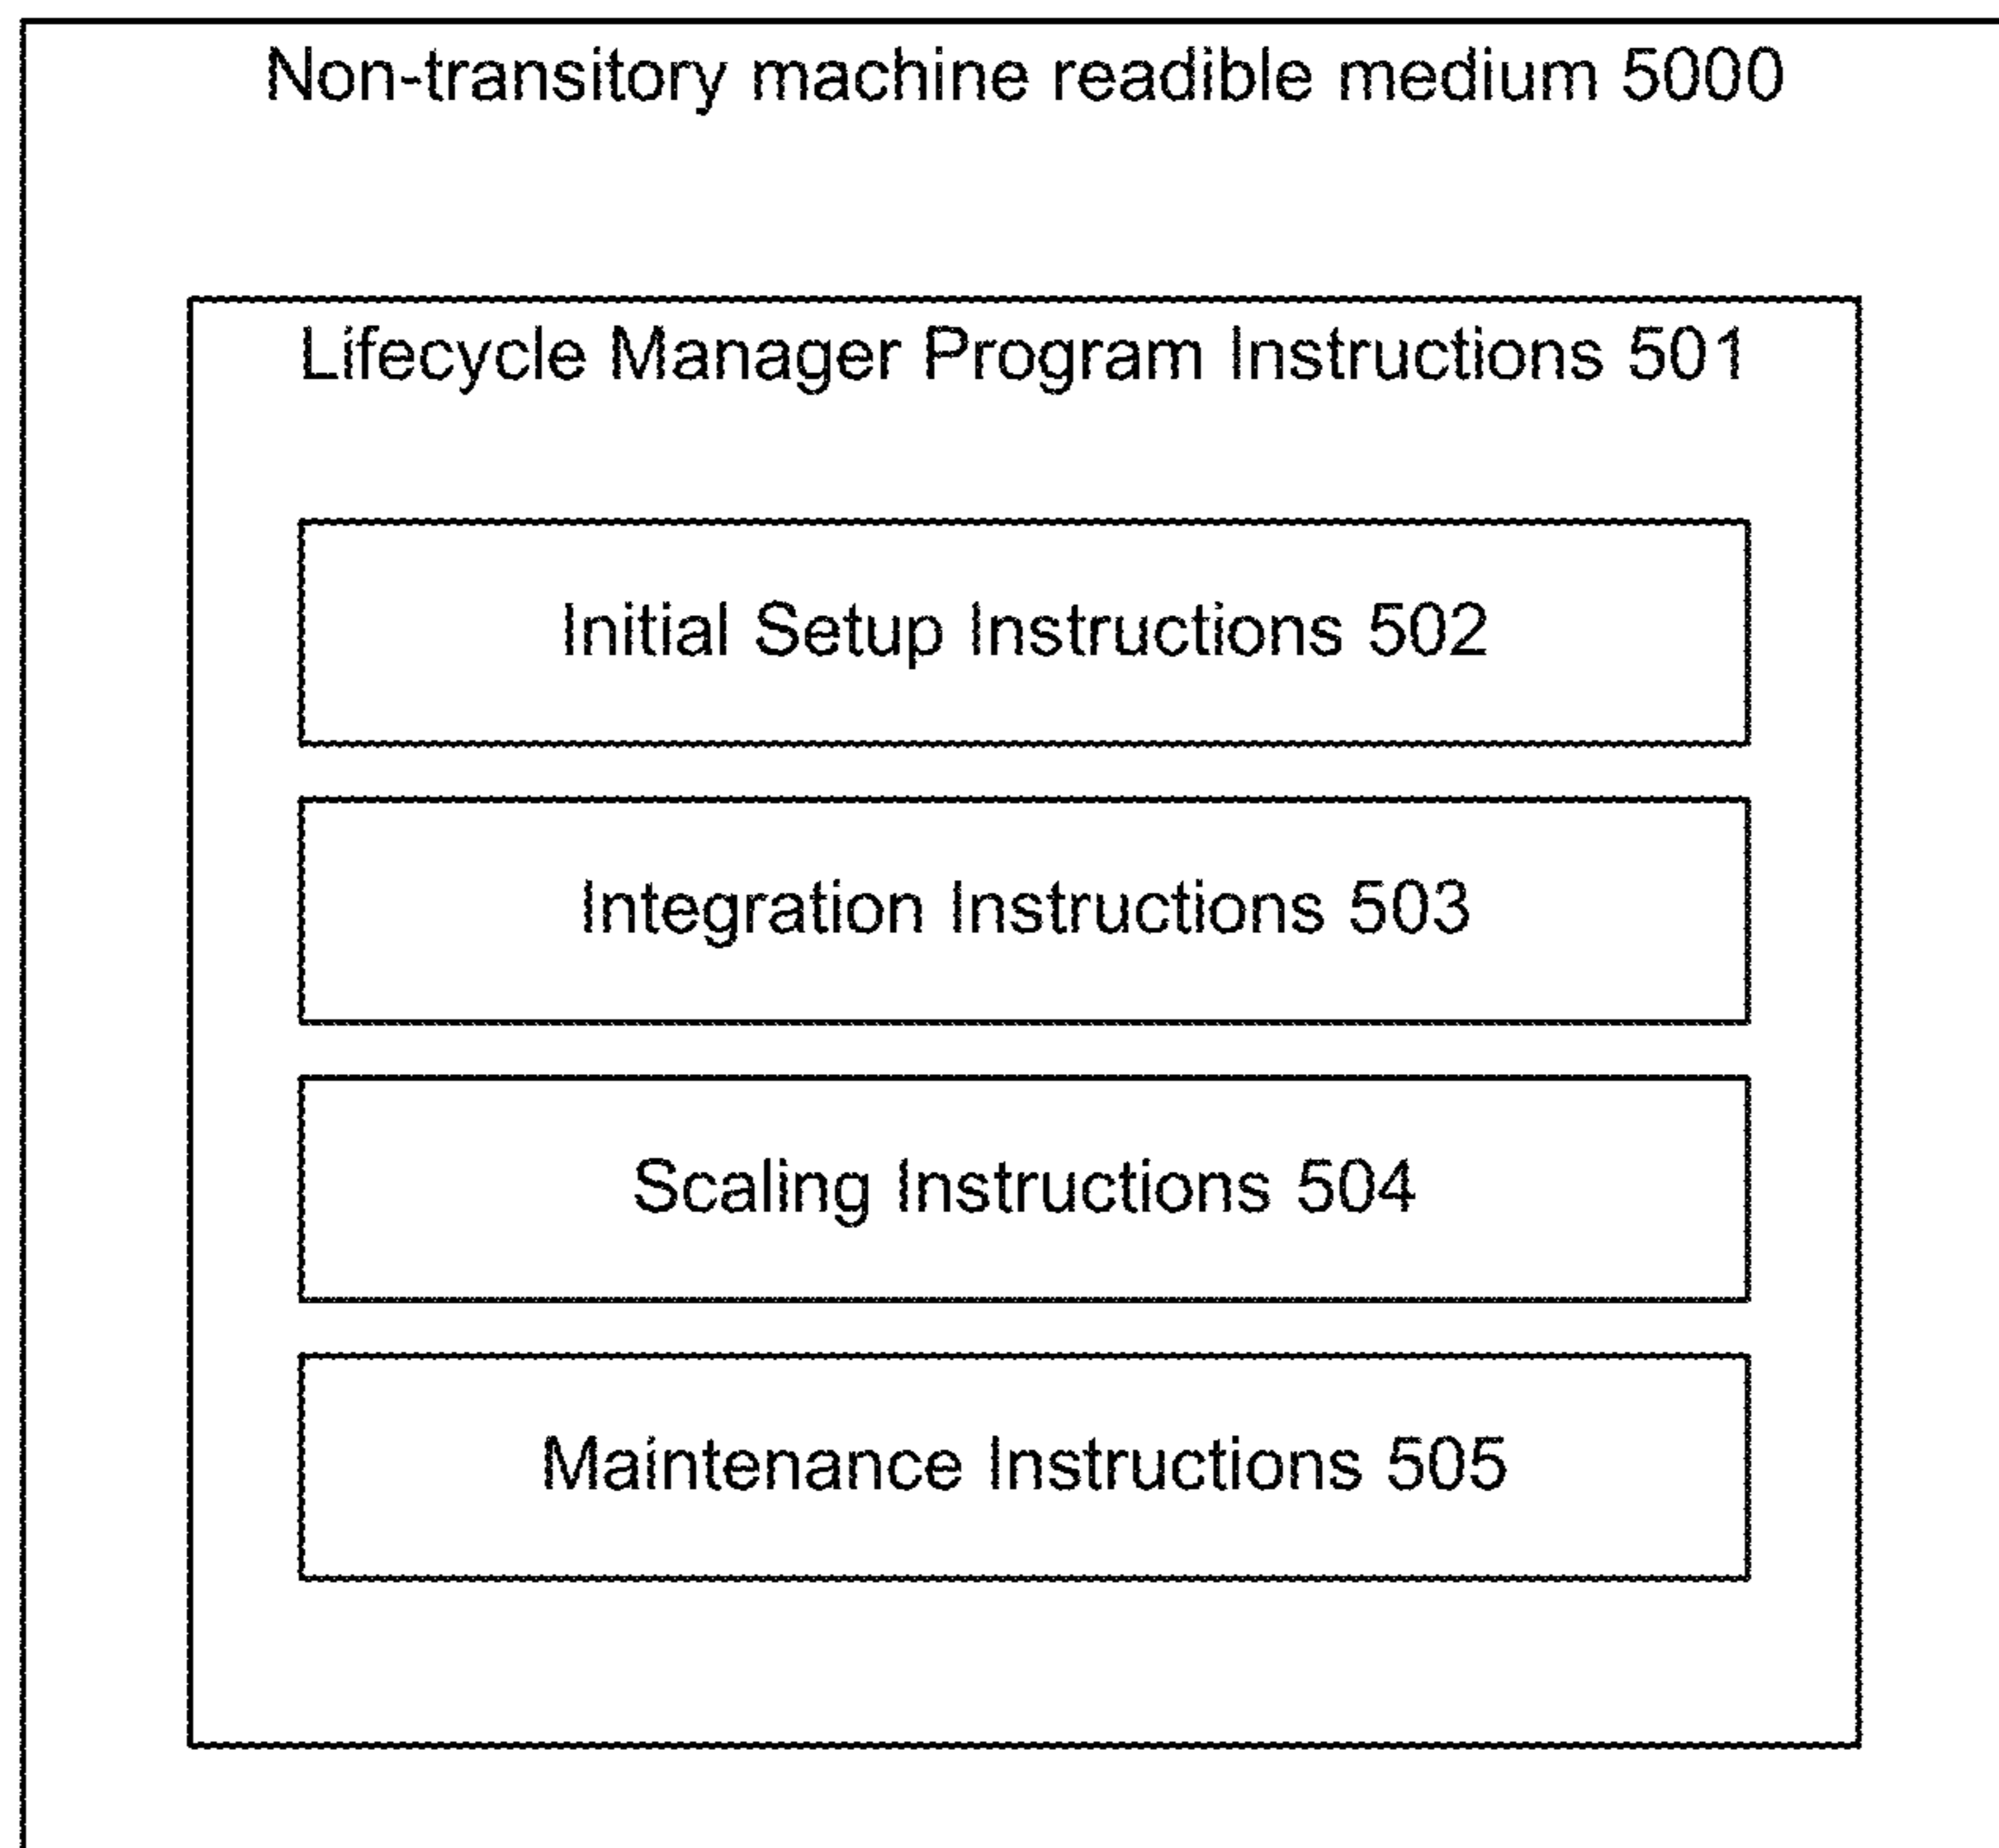 Non-transitory machine readible medium 5000
Lifecycle Manager Program Instructions 501
Initial Setup Instructions 502
Integration Instructions 503
Scaling Instructions 504
Maintenance Instructions 505